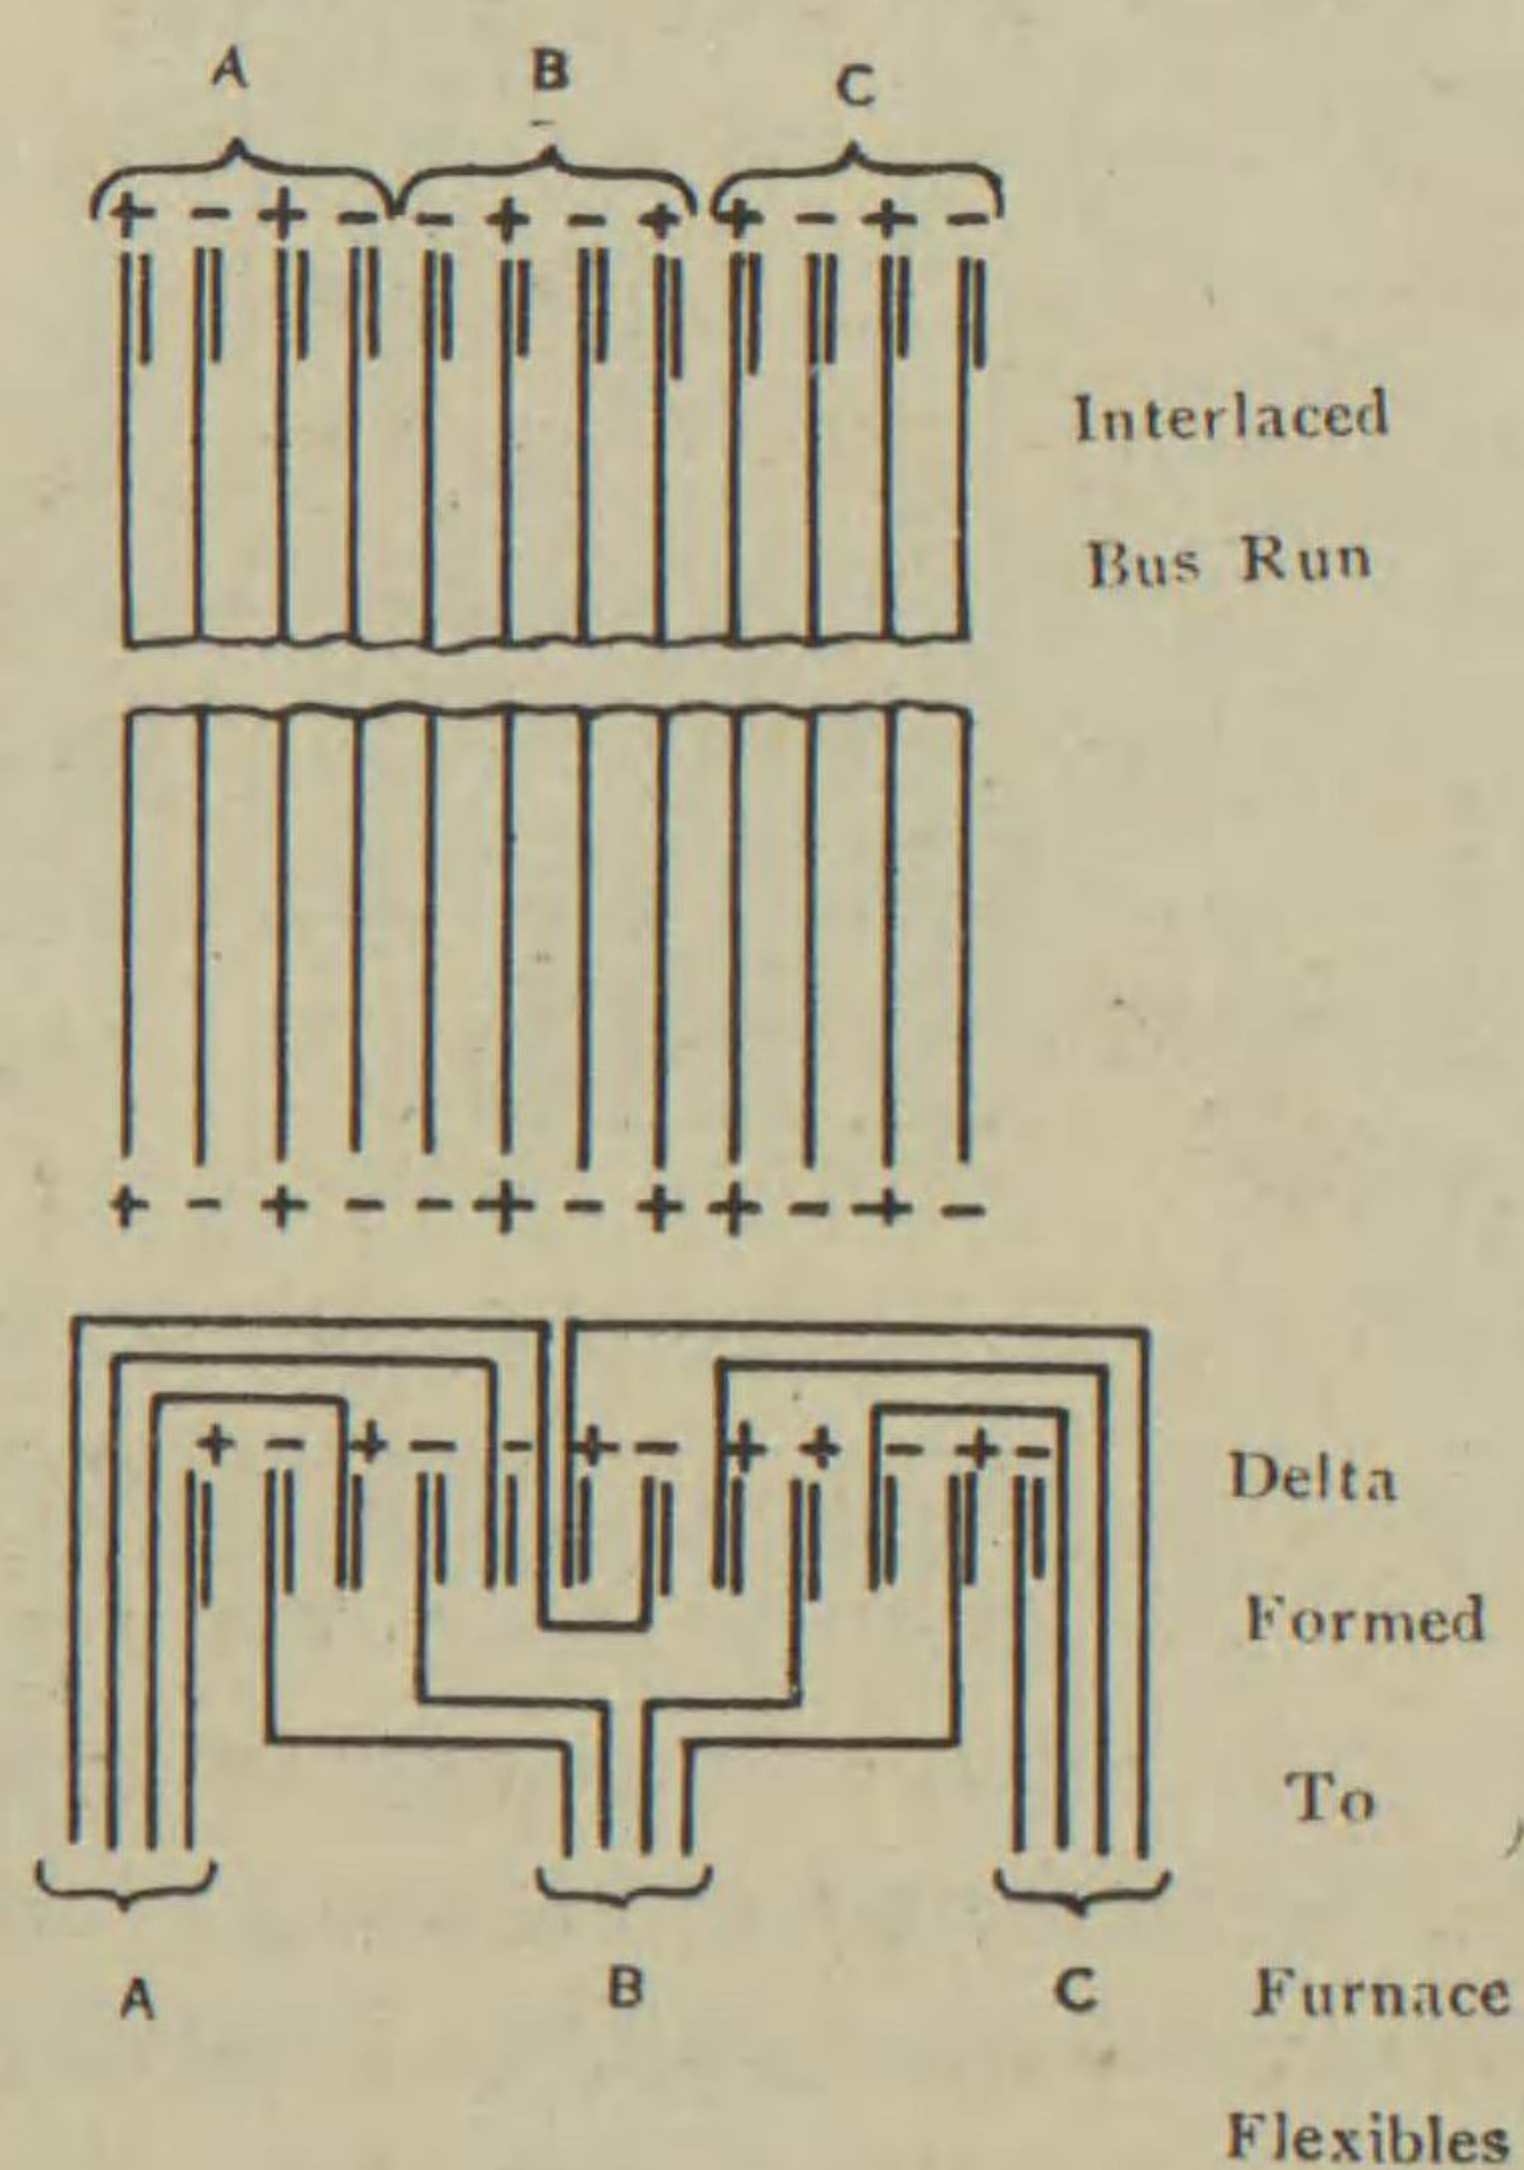 A B C
+ - + - - + - + + - + -
Interlaced
Bus Run
+ - + - - + - + + - + -
+ - + - - + - + + - + -
Delta
Formed
To
A B C Furnace
Flexibles